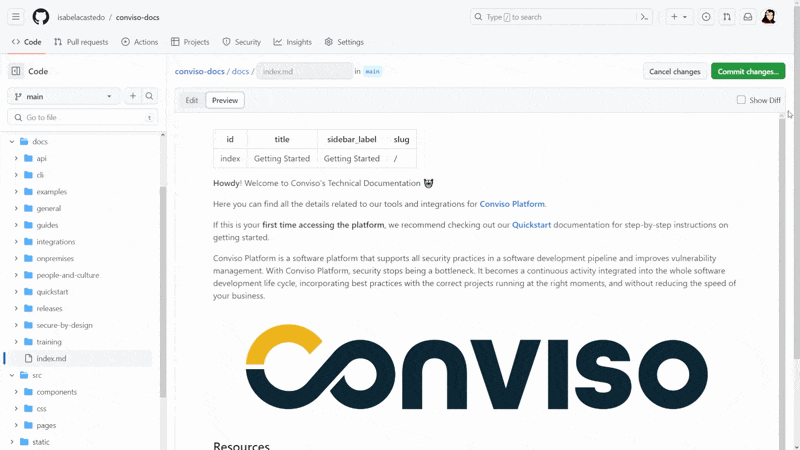 isabelacastedo / conviso-docs
Type / to search
Code
Pull requests
Actions
Projects
Security
Insights
Settings
Code
main
Go to file
t
docs
api
cli
examples
general
guides
integrations
onpremises
people-and-culture
quickstart
releases
secure-by-design
training
index.md
src
components
css
pages
static
conviso-docs / docs / index.md in main
Cancel changes
Commit changes...
Edit
Preview
Show Diff
id title sidebar_label slug
index Getting Started Getting Started /
Howdy! Welcome to Conviso's Technical Documentation
Here you can find all the details related to our tools and integrations for Conviso Platform.
If this is your first time accessing the platform, we recommend checking out our Quickstart documentation for step-by-step instructions on
getting started.
Conviso Platform is a software platform that supports all security practices in a software development pipeline and improves vulnerability
management. With Conviso Platform, security stops being a bottleneck. It becomes a continuous activity integrated into the whole software
development life cycle, incorporating best practices with the correct projects running at the right moments, and without reducing the speed of
your business.
CONVISO
Resources